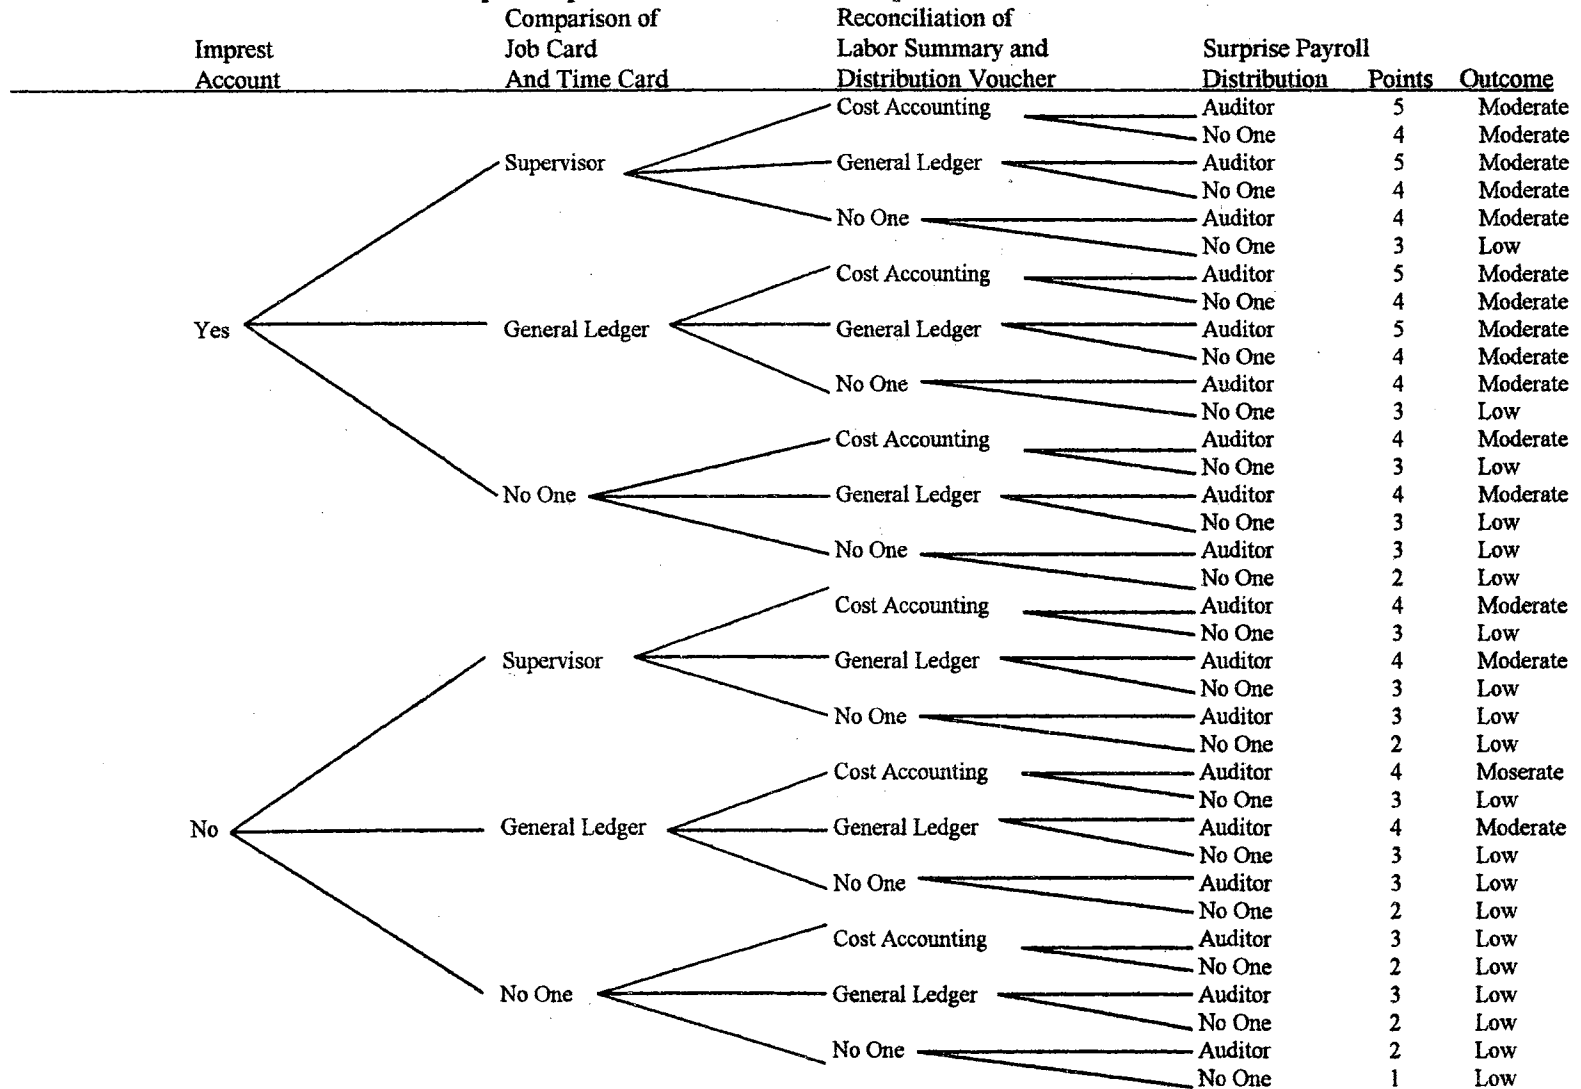 Comparison of Reconciliation of
Imprest Job Card Labor Summary and Surprise Payroll
Account And Time Card Distribution Voucher Distribution Points Outcome
Cost Accounting Auditor 5 Moderate
No One 4 Moderate
Supervisor General Ledger Auditor 5 Moderate
No One 4 Moderate
No One Auditor 4 Moderate
No One 3 Low
Cost Accounting Auditor 5 Moderate
No One 4 Moderate
Yes General Ledger General Ledger Auditor 5 Moderate
No One 4 Moderate
No One Auditor 4 Moderate
No One 3 Low
Cost Accounting Auditor 4 Moderate
No One 3 Low
No One General Ledger Auditor 4 Moderate
No One 3 Low
No One Auditor 3 Low
No One 2 Low
Cost Accounting Auditor 4 Moderate
No One 3 Low
Supervisor General Ledger Auditor 4 Moderate
No One 3 Low
No One Auditor 3 Low
No One 2 Low
Cost Accounting Auditor 4 Moserate
No One 3 Low
No General Ledger General Ledger Auditor 4 Moderate
No One 3 Low
No One Auditor 3 Low
No One 2 Low
Cost Accounting Auditor 3 Low
No One 2 Low
No One General Ledger Auditor 3 Low
No One 2 Low
No One Auditor 2 Low
No One 1 Low